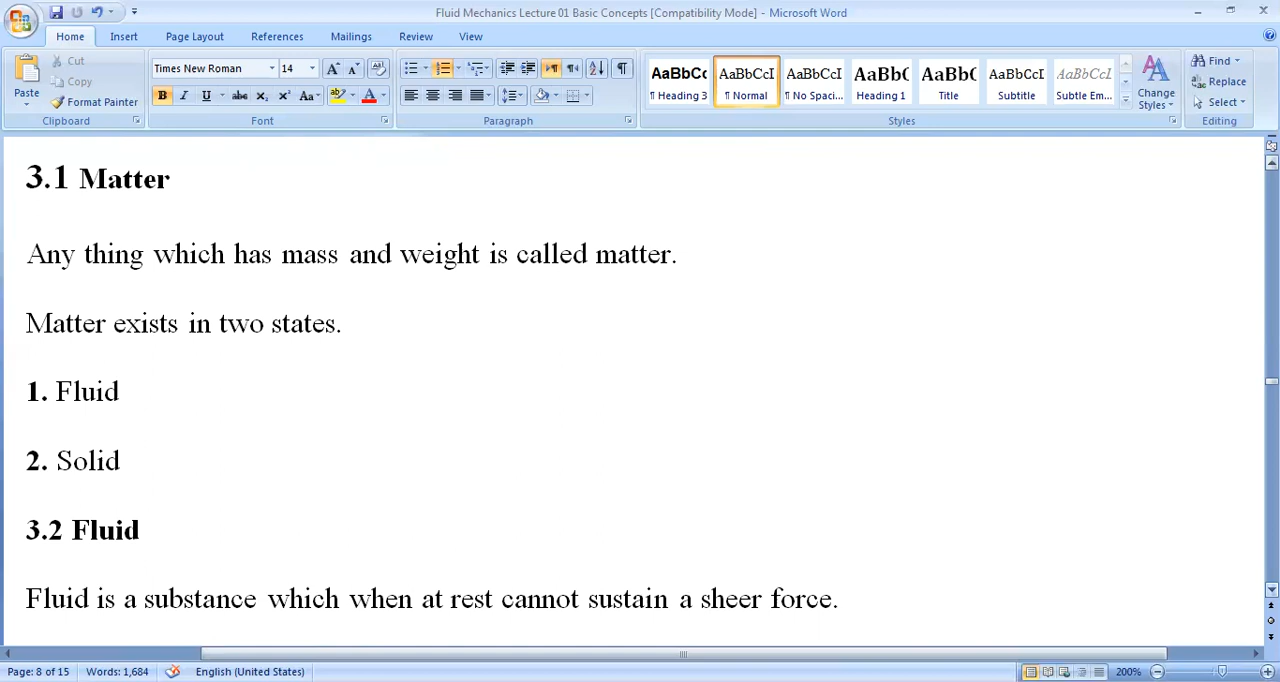 Fluid Mechanics Lecture 01 Basic Concepts [Compatibility Mode] - Microsoft Word
Home Insert Page Layout References Mailings Review View
Paste
Cut
Copy
Format Painter
Clipboard
Times New Roman 14
B I U abc X₂ X² Aa
Font
Paragraph
AaBbCc AaBbCcI AaBbCcI AaBbC AaBbC AaBbCcI AaBbCcI
¶ Heading 3 ¶ Normal ¶ No Spaci... Heading 1 Title Subtitle Subtle Em...
Change Styles
Styles
Find
Replace
Select
Editing
3.1 Matter
Any thing which has mass and weight is called matter.
Matter exists in two states.
1. Fluid
2. Solid
3.2 Fluid
Fluid is a substance which when at rest cannot sustain a sheer force.
Page: 8 of 15 Words: 1,684 English (United States) 200%